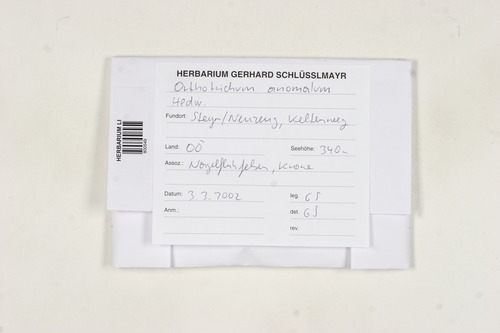 HERBARIUM GERHARD SCHLÜSSLMAYR
Orthotrichum anomalum
Hedw.
Fundort: Steyr/Neuzeug, Keltenweg
Land: OÖ Seehöhe: 340-
Assoz.: Nagelfluhfelsen, Krone
Datum: 3.3.2002 leg. GS
Anm.: det. GS
rev.
HERBARIUM LI